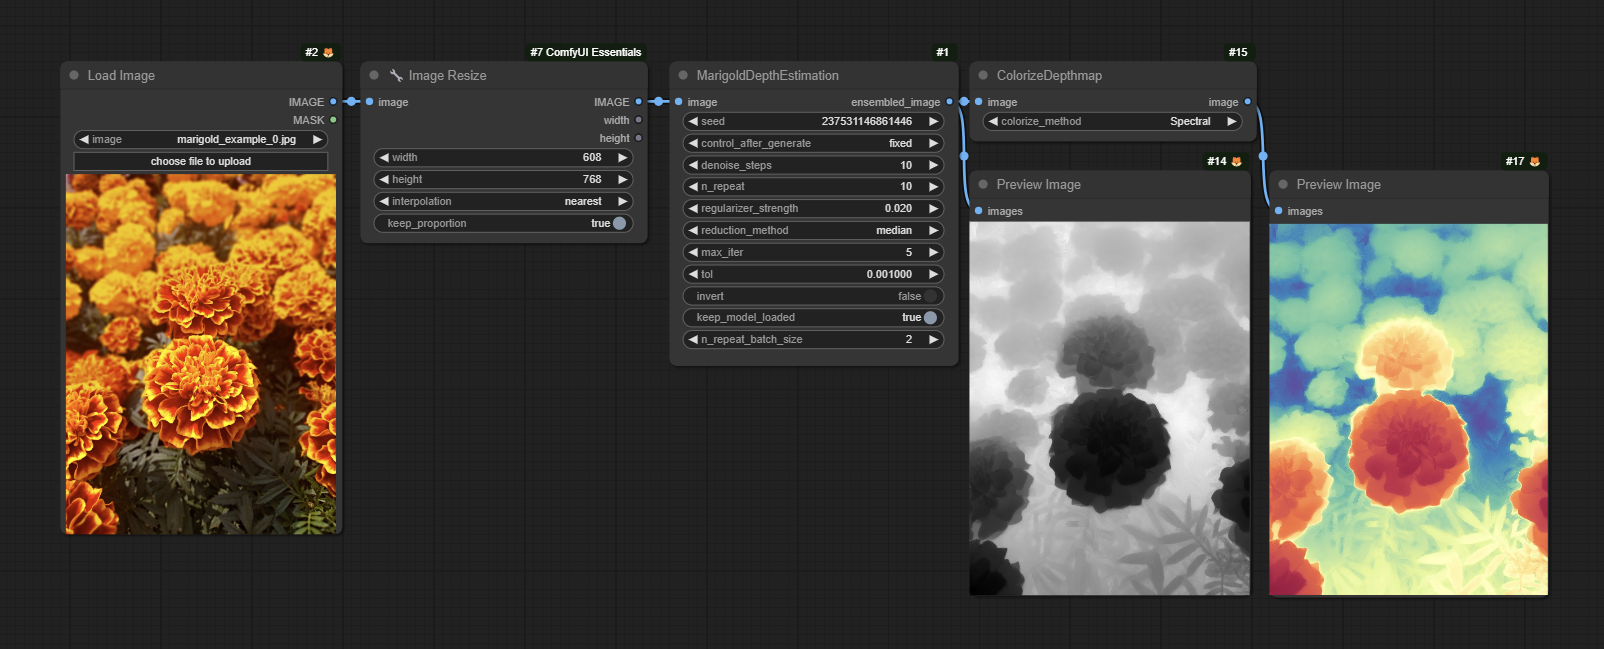 #2 🦊
Load Image
IMAGE
MASK
image marigold_example_0.jpg
choose file to upload
#7 ComfyUI Essentials
🔧 Image Resize
image IMAGE
width
height
width 608
height 768
interpolation nearest
keep_proportion true
#1
MarigoldDepthEstimation
image ensembled_image
seed 237531146861446
control_after_generate fixed
denoise_steps 10
n_repeat 10
regularizer_strength 0.020
reduction_method median
max_iter 5
tol 0.001000
invert false
keep_model_loaded true
n_repeat_batch_size 2
#15
ColorizeDepthmap
image image
colorize_method Spectral
#14 🦊
Preview Image
images
#17 🦊
Preview Image
images